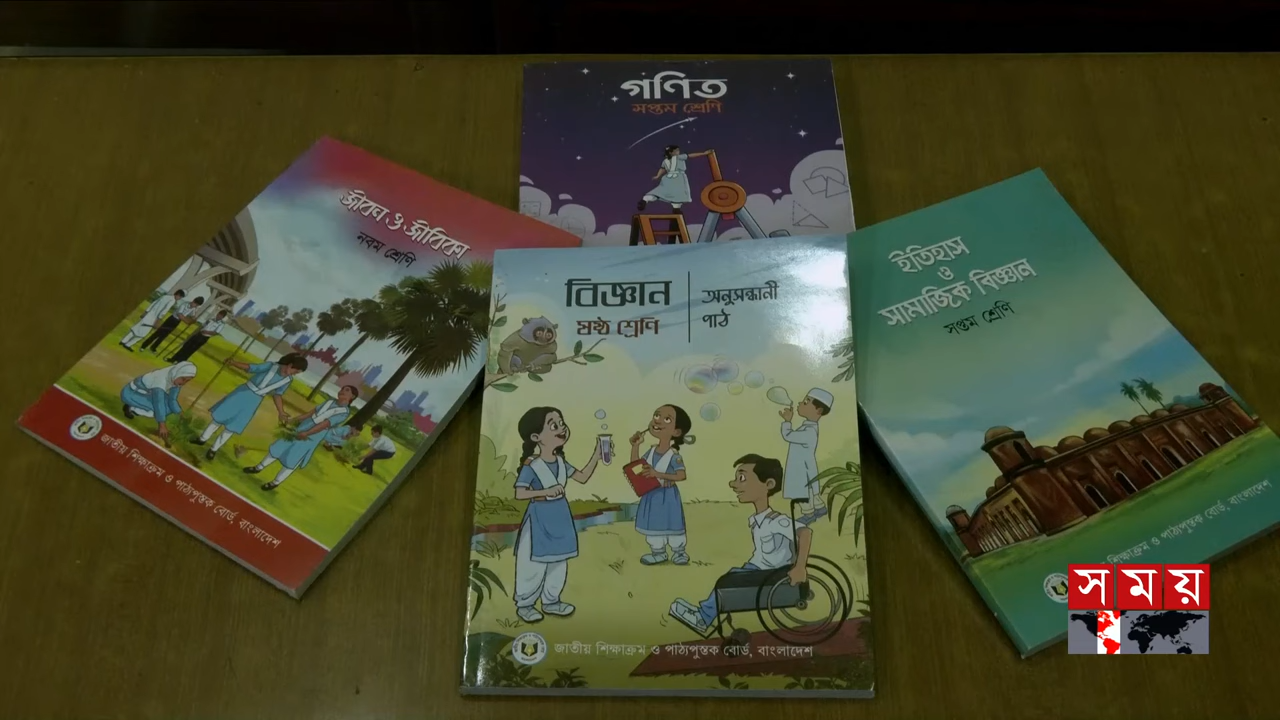 গণিত
সপ্তম শ্রেণি
জীবন ও জীবিকা
নবম শ্রেণি
জাতীয় শিক্ষাক্রম ও পাঠ্যপুস্তক বোর্ড, বাংলাদেশ
বিজ্ঞান
ষষ্ঠ শ্রেণি
অনুসন্ধানী
পাঠ
জাতীয় শিক্ষাক্রম ও পাঠ্যপুস্তক বোর্ড, বাংলাদেশ
ইতিহাস
ও
সামাজিক বিজ্ঞান
সপ্তম শ্রেণি
শিক্ষাক্রম ও পাঠ্যপুস্তক বোর্ড, বাংলাদেশ
সময়